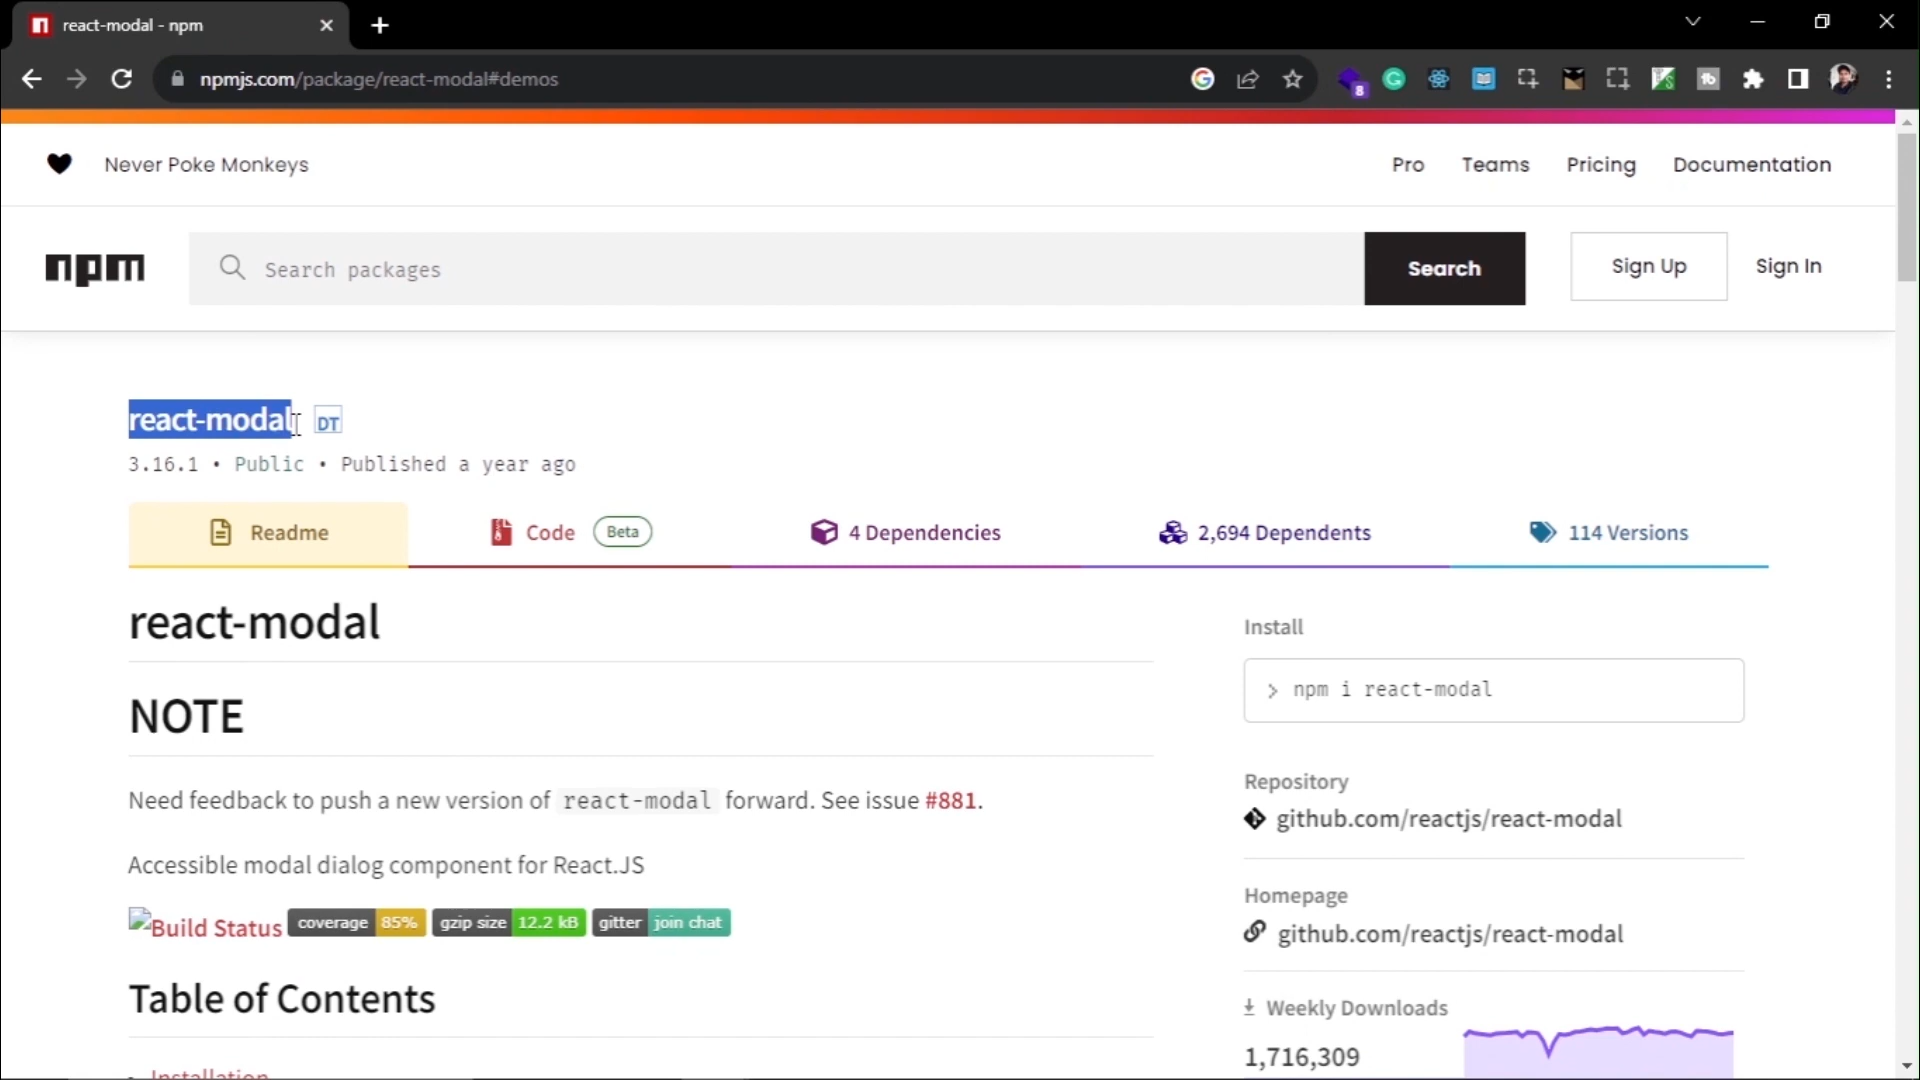 react-modal - npm
npmjs.com/package/react-modal#demos
8
Never Poke Monkeys
Pro Teams Pricing Documentation
npm
Search packages
Search
Sign Up
Sign In
react-modal DT
3.16.1 • Public • Published a year ago
Readme
Code Beta
4 Dependencies
2,694 Dependents
114 Versions
react-modal
NOTE
Need feedback to push a new version of react-modal forward. See issue #881.
Accessible modal dialog component for React.JS
Build Status coverage 85% gzip size 12.2 kB gitter join chat
Table of Contents
Installation
Install
> npm i react-modal
Repository
github.com/reactjs/react-modal
Homepage
github.com/reactjs/react-modal
Weekly Downloads
1,716,309